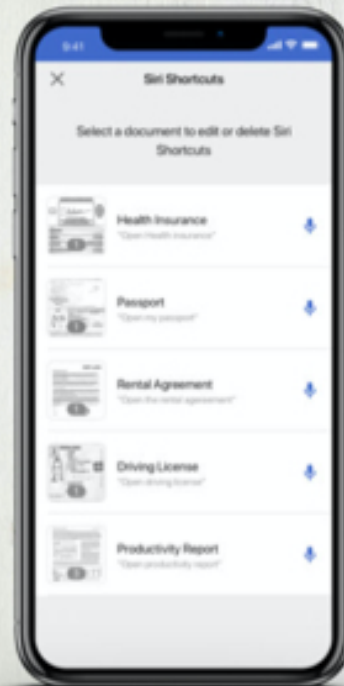 9:41
Siri Shortcuts
Select a document to edit or delete Siri
Shortcuts
Health Insurance
"Open Health insurance"
Passport
"Open my passport"
Rental Agreement
"Open the rental agreement"
Driving License
"Open driving license"
Productivity Report
"Open productivity report"